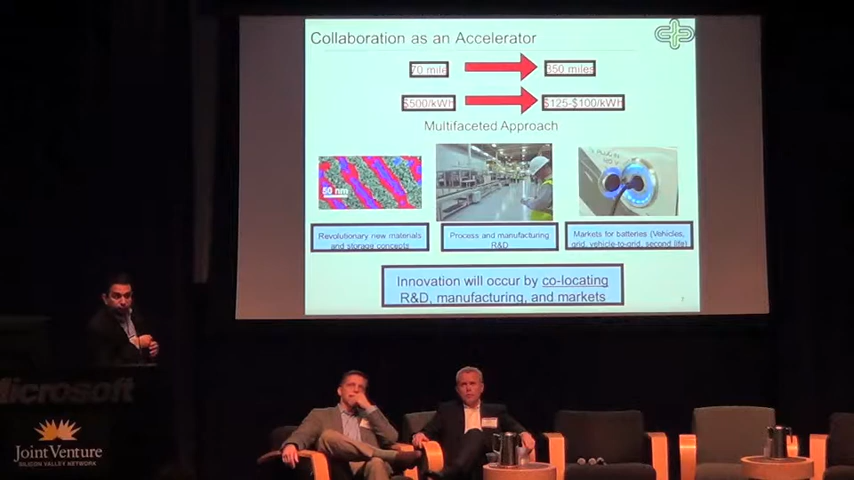 Collaboration as an Accelerator
70 mile
350 miles
$500/kWH
$125-$100/kWH
Multifaceted Approach
50 nm
Revolutionary new materials
and storage concepts
Process and manufacturing
R&D
Markets for batteries (Vehicles,
grid, vehicle-to-grid, second life)
Innovation will occur by co-locating
R&D, manufacturing, and markets
7
Microsoft
Joint Venture
SILICON VALLEY NETWORK